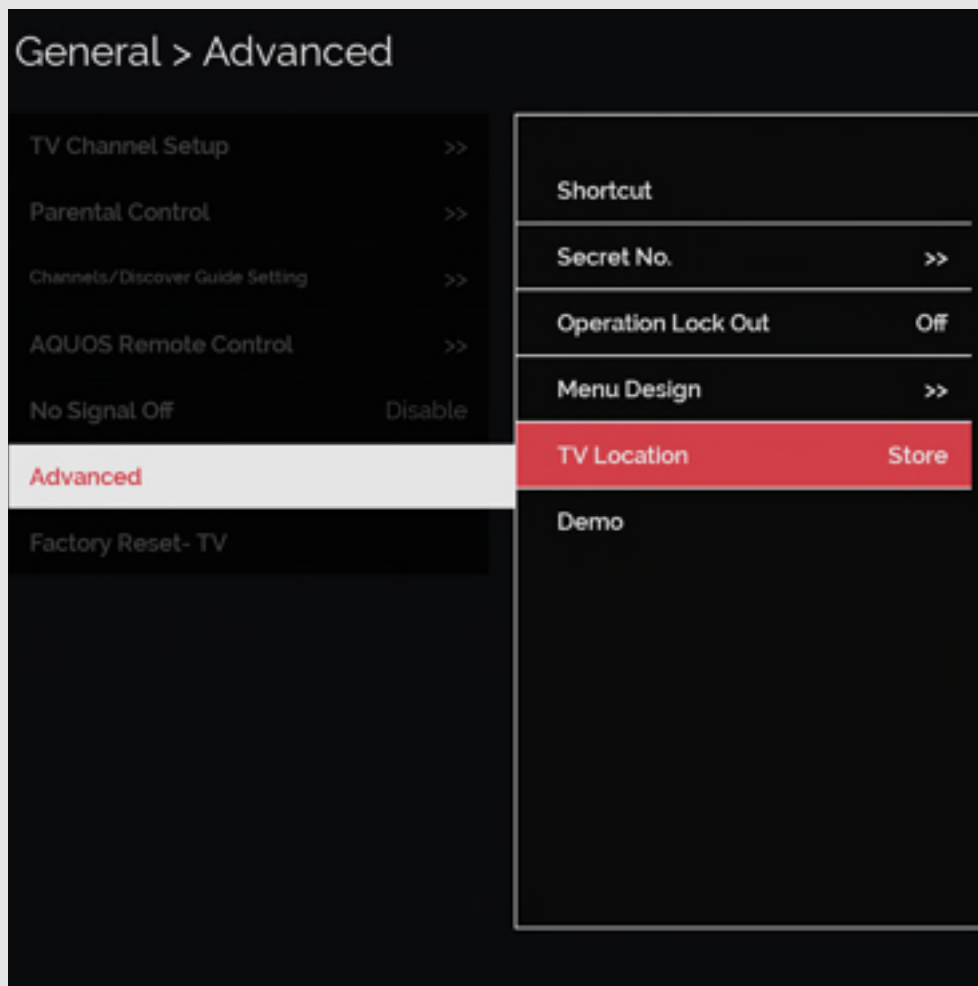 General > Advanced
TV Channel Setup >>
Parental Control >>
Channels/Discover Guide Setting >>
AQUOS Remote Control >>
No Signal Off Disable
Advanced
Factory Reset- TV
Shortcut
Secret No. >>
Operation Lock Out Off
Menu Design >>
TV Location Store
Demo